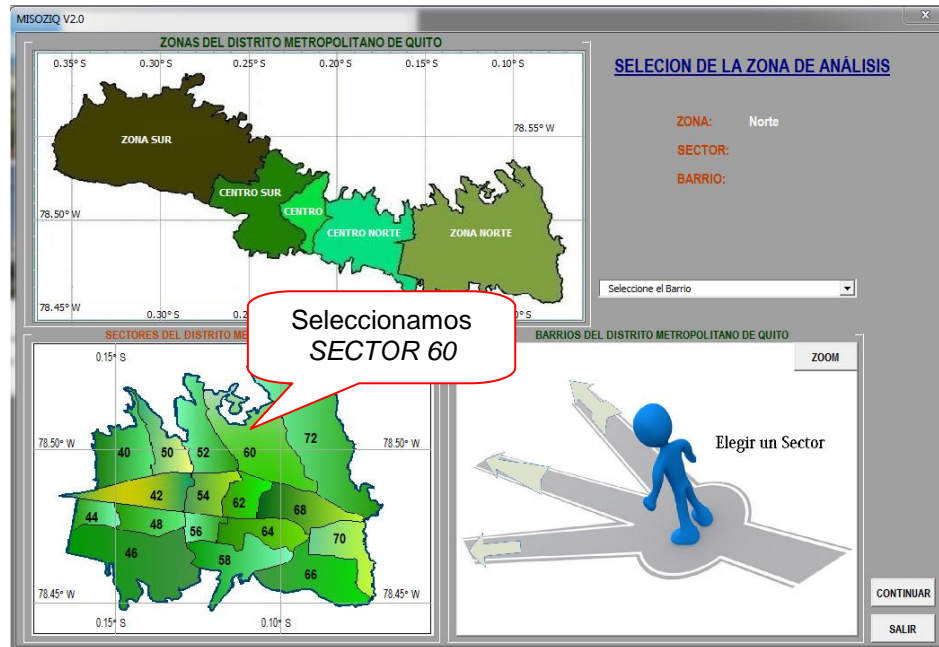 MISOZIQ V2.0
ZONAS DEL DISTRITO METROPOLITANO DE QUITO
0.35° S 0.30° S 0.25° S 0.20° S 0.15° S 0.10° S
78.55° W
ZONA SUR
CENTRO SUR
CENTRO
78.50° W
CENTRO NORTE
ZONA NORTE
78.45° W
0.30° S
SELECION DE LA ZONA DE ANÁLISIS
ZONA: Norte
SECTOR:
BARRIO:
Seleccione el Barrio
Seleccionamos
SECTOR 60
SECTORES DEL DISTRITO
0.15° S
78.50° W 78.50° W
40 50 52 60 72
42 54 62 68
44 48 56 64 70
46 58 66
78.45° W 78.45° W
0.15° S 0.10° S
BARRIOS DEL DISTRITO METROPOLITANO DE QUITO
ZOOM
Elegir un Sector
CONTINUAR
SALIR